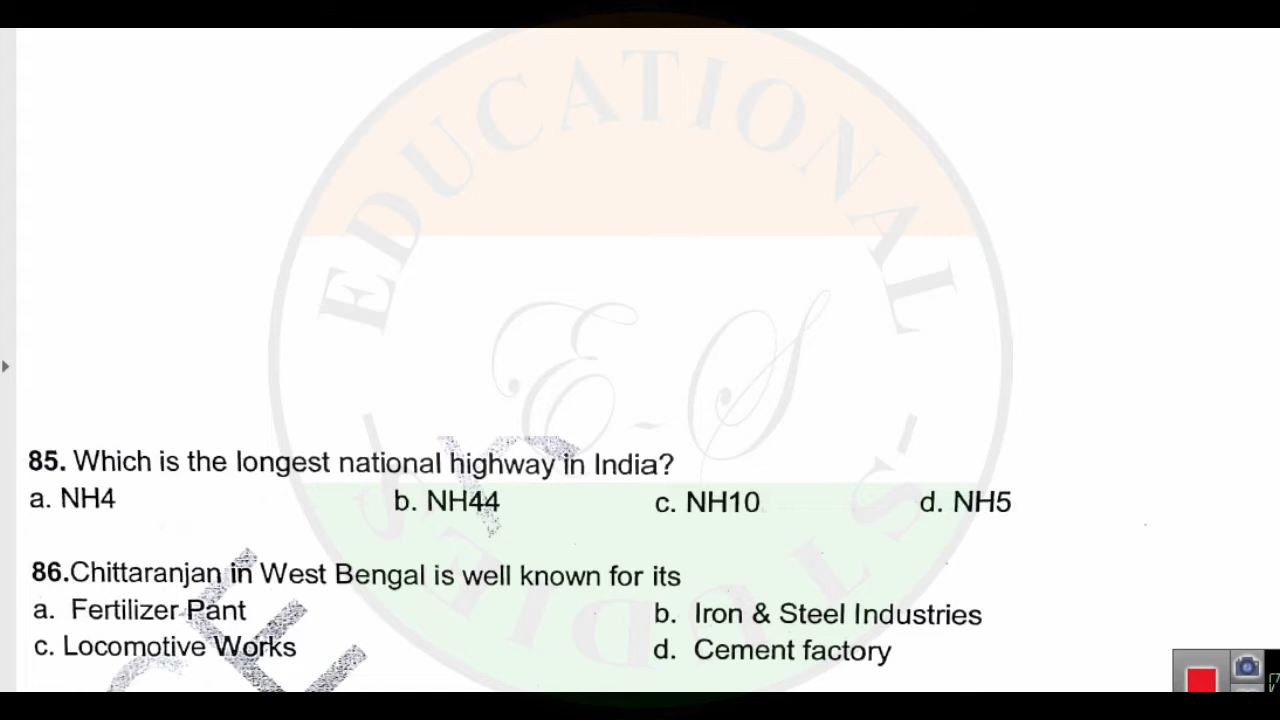 EDUCATIONAL
E-S
STUDIES
85. Which is the longest national highway in India?
a. NH4 b. NH44 c. NH10 d. NH5
86.Chittaranjan in West Bengal is well known for its
a. Fertilizer Pant b. Iron & Steel Industries
c. Locomotive Works d. Cement factory